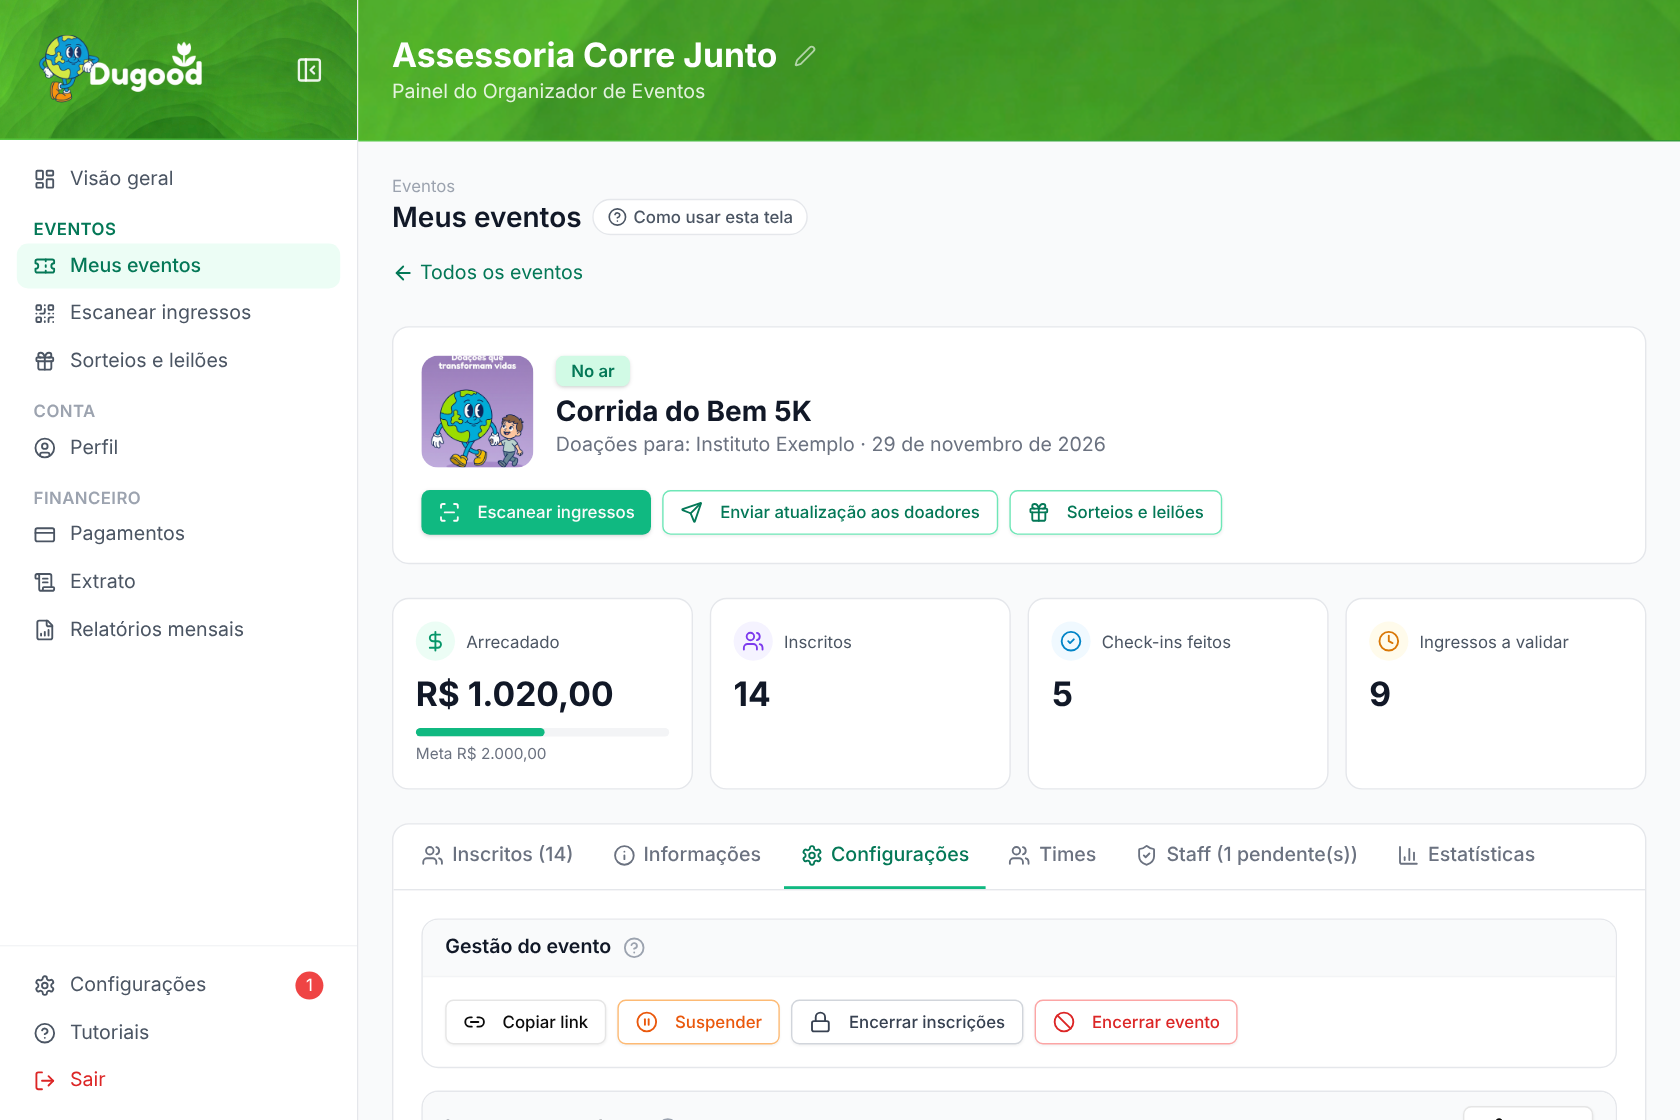 Dugood
Assessoria Corre Junto
Painel do Organizador de Eventos
Visão geral
EVENTOS
Meus eventos
Escanear ingressos
Sorteios e leilões
CONTA
Perfil
FINANCEIRO
Pagamentos
Extrato
Relatórios mensais
Configurações
1
Tutoriais
Sair
Eventos
Meus eventos
Como usar esta tela
Todos os eventos
Doações que
transformam vidas
No ar
Corrida do Bem 5K
Doações para: Instituto Exemplo · 29 de novembro de 2026
Escanear ingressos
Enviar atualização aos doadores
Sorteios e leilões
Arrecadado
R$ 1.020,00
Meta R$ 2.000,00
Inscritos
14
Check-ins feitos
5
Ingressos a validar
9
Inscritos (14)
Informações
Configurações
Times
Staff (1 pendente(s))
Estatísticas
Gestão do evento
Copiar link
Suspender
Encerrar inscrições
Encerrar evento